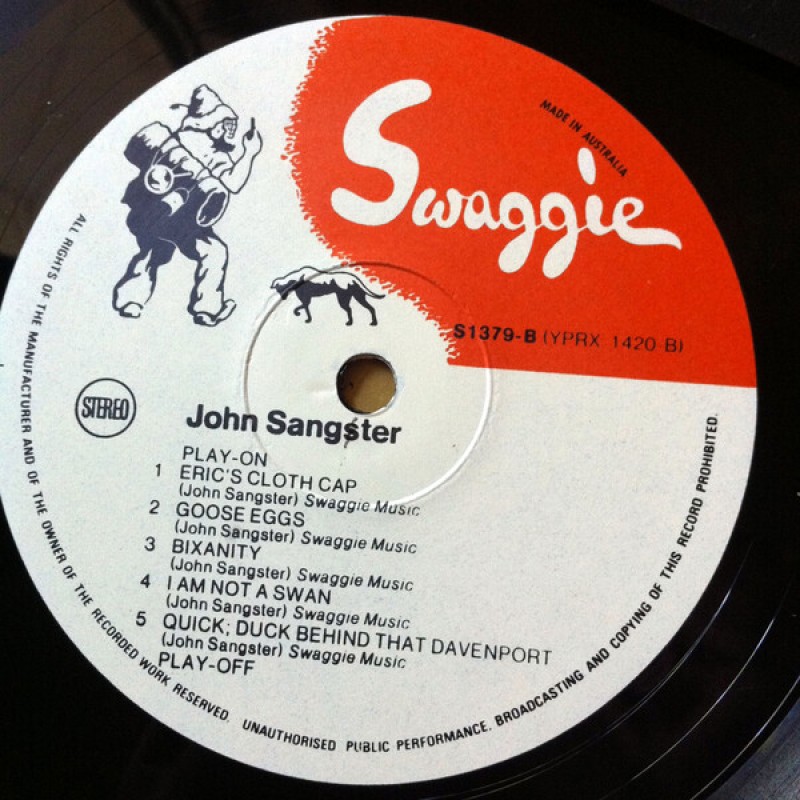 Swaggie
MADE IN AUSTRALIA
S1379-B (YPRX 1420-B)
STEREO
John Sangster
PLAY-ON
1 ERIC'S CLOTH CAP
(John Sangster) Swaggie Music
2 GOOSE EGGS
(John Sangster) Swaggie Music
3 BIXANITY
(John Sangster) Swaggie Music
4 I AM NOT A SWAN
(John Sangster) Swaggie Music
5 QUICK; DUCK BEHIND THAT DAVENPORT
(John Sangster) Swaggie Music
PLAY-OFF
ALL RIGHTS OF THE MANUFACTURER AND OF THE OWNER OF THE RECORDED WORK RESERVED. UNAUTHORISED PUBLIC PERFORMANCE. BROADCASTING AND COPYING OF THIS RECORD PROHIBITED.